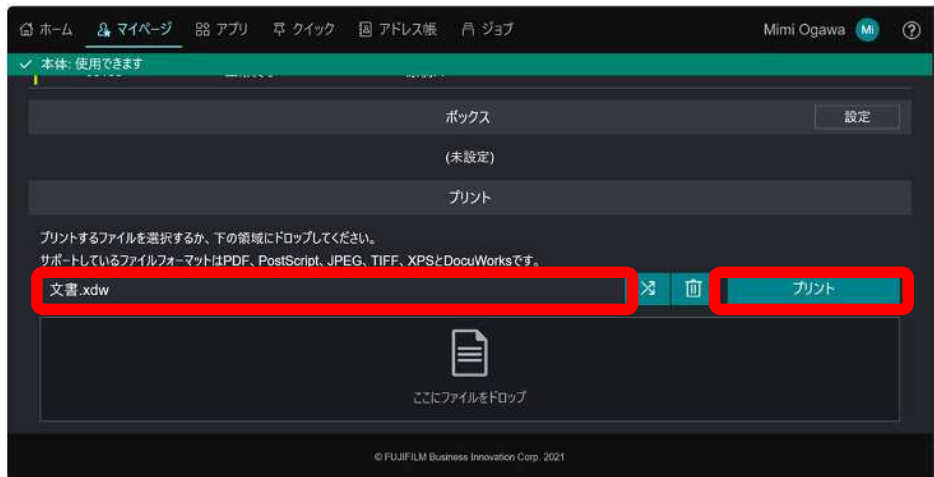 ホーム マイページ アプリ クイック アドレス帳 ジョブ Mimi Ogawa Mi ?
本体: 使用できます
ボックス 設定
(未設定)
プリント
プリントするファイルを選択するか、下の領域にドロップしてください。
サポートしているファイルフォーマットはPDF、PostScript、JPEG、TIFF、XPSとDocuWorksです。
文書.xdw プリント
ここにファイルをドロップ
© FUJIFILM Business Innovation Corp. 2021